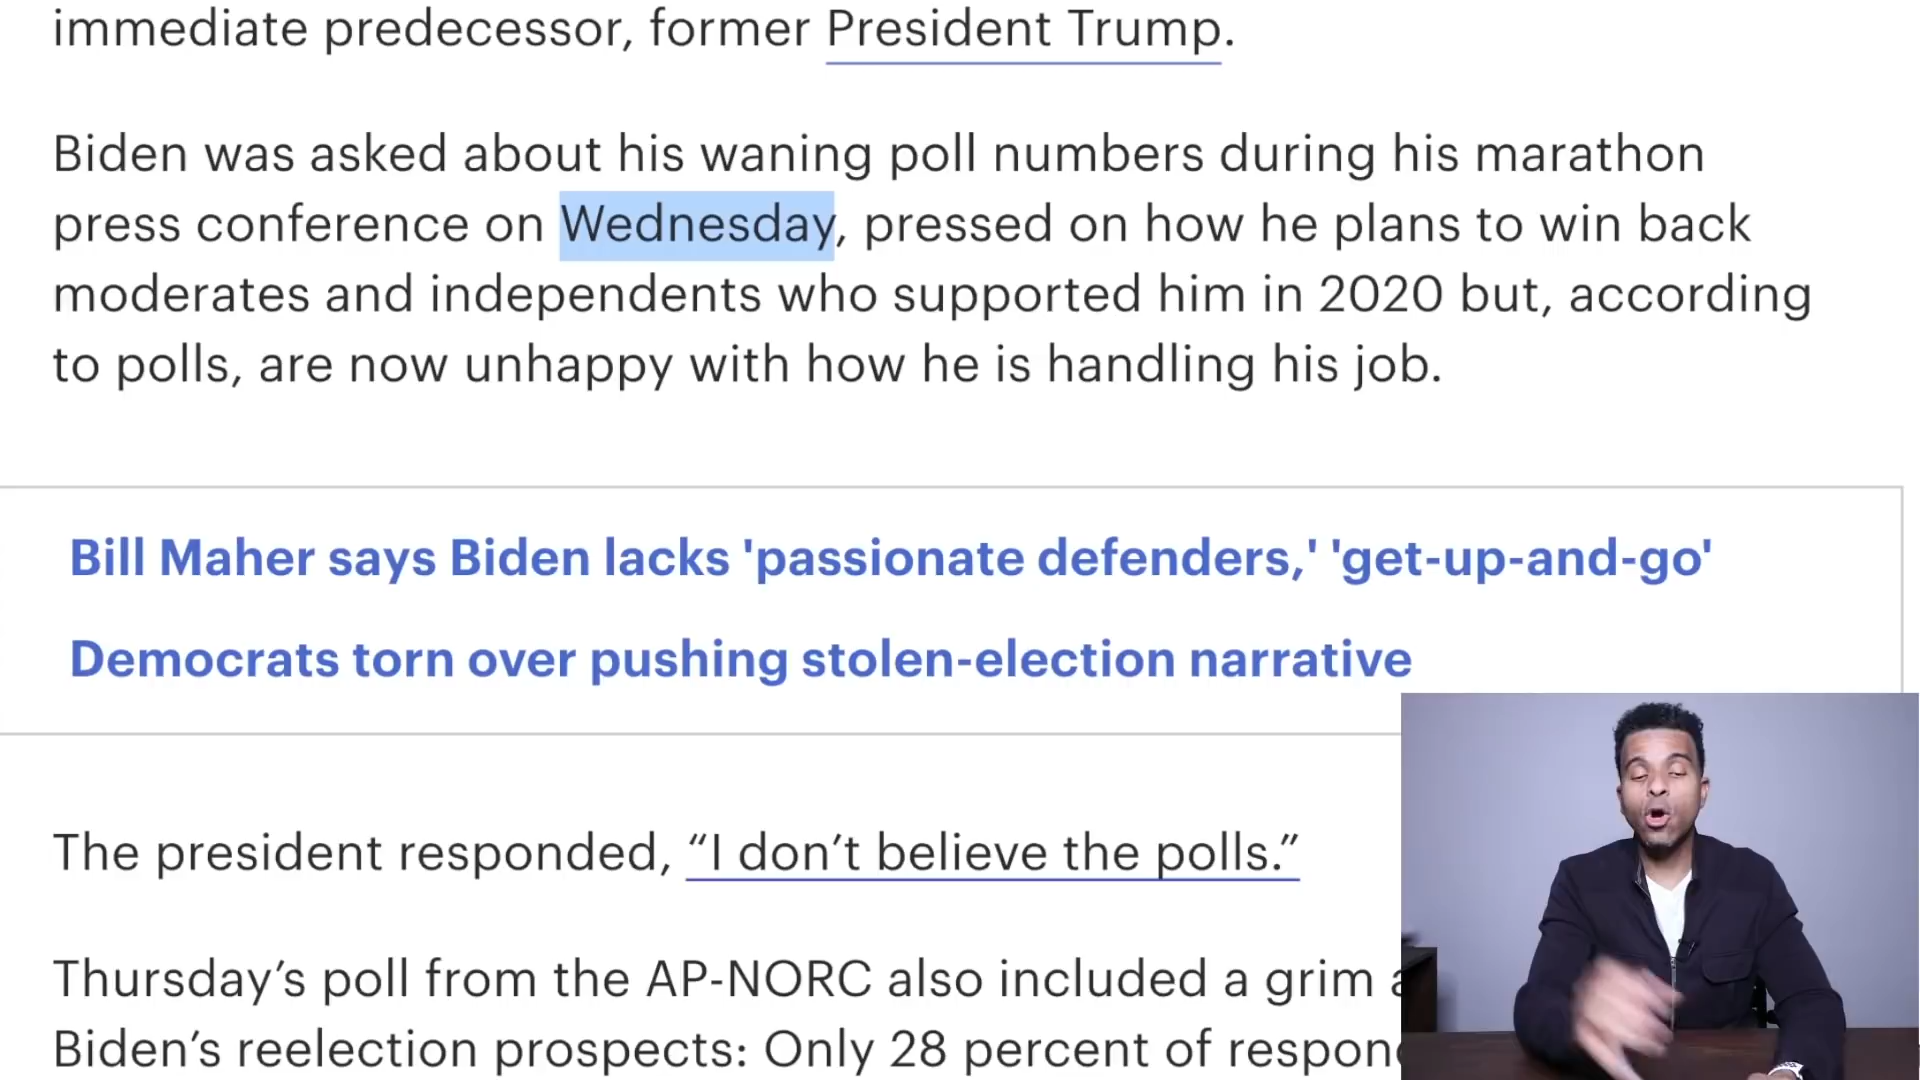 immediate predecessor, former President Trump.
Biden was asked about his waning poll numbers during his marathon
press conference on Wednesday, pressed on how he plans to win back
moderates and independents who supported him in 2020 but, according
to polls, are now unhappy with how he is handling his job.
Bill Maher says Biden lacks 'passionate defenders,' 'get-up-and-go'
Democrats torn over pushing stolen-election narrative
The president responded, “I don’t believe the polls.”
Thursday’s poll from the AP-NORC also included a grim
Biden’s reelection prospects: Only 28 percent of